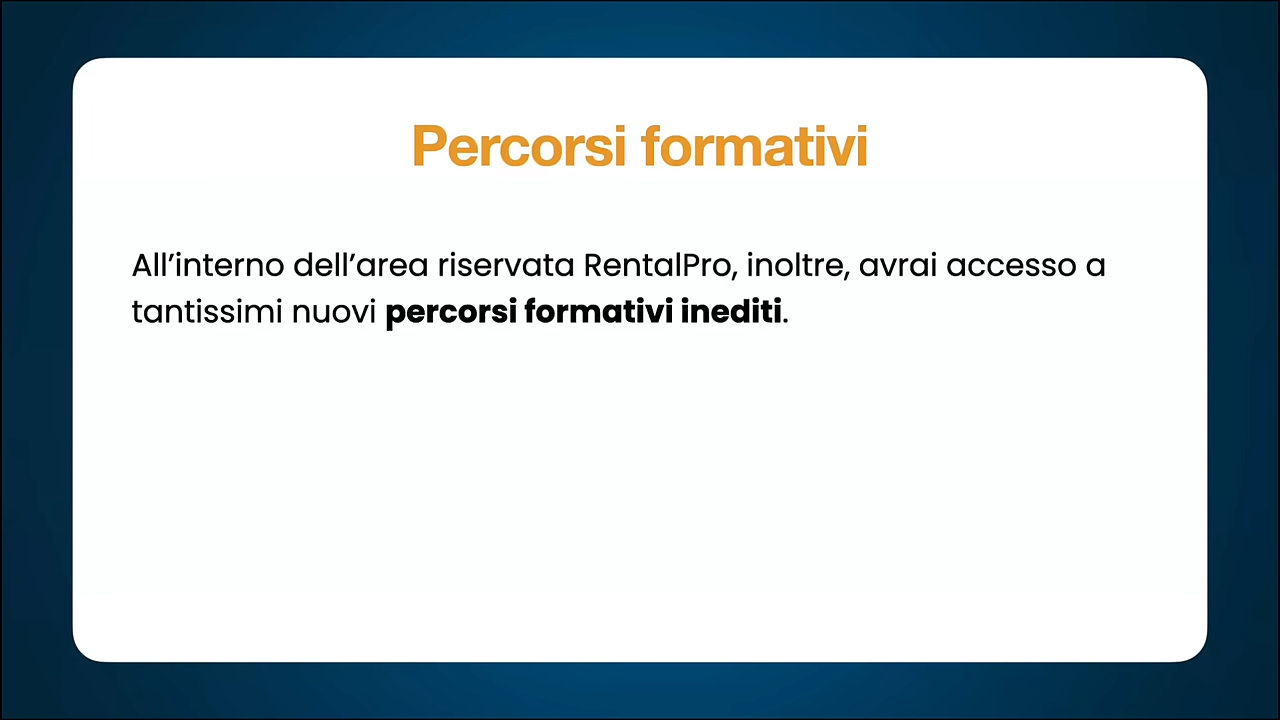 Percorsi formativi
All’interno dell’area riservata RentalPro, inoltre, avrai accesso a
tantissimi nuovi percorsi formativi inediti.